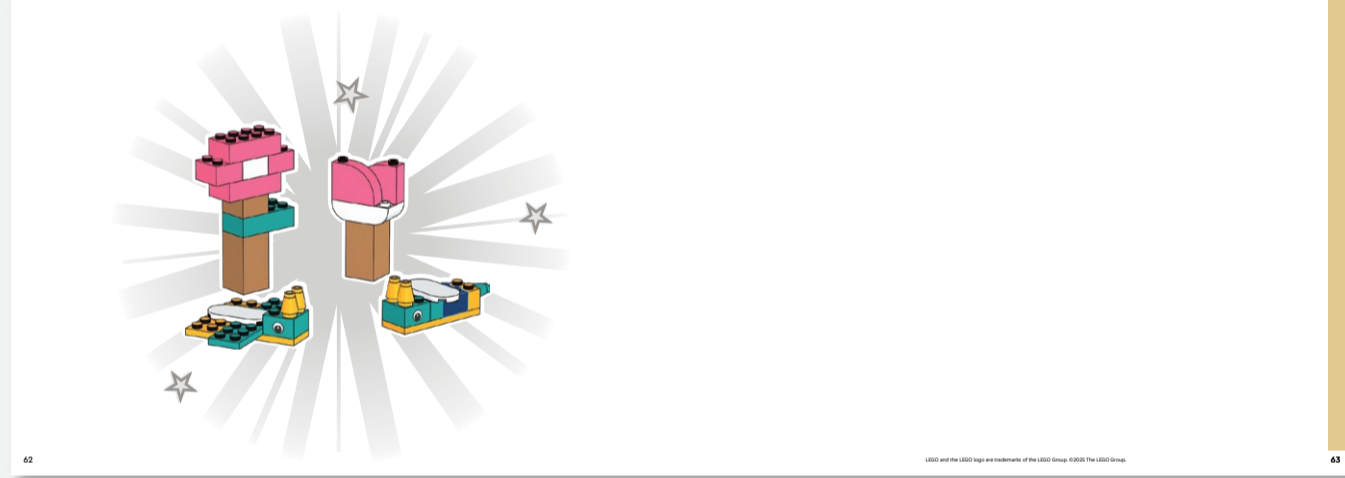 62
LEGO and the LEGO logo are trademarks of the LEGO Group. ©2025 The LEGO Group.
63